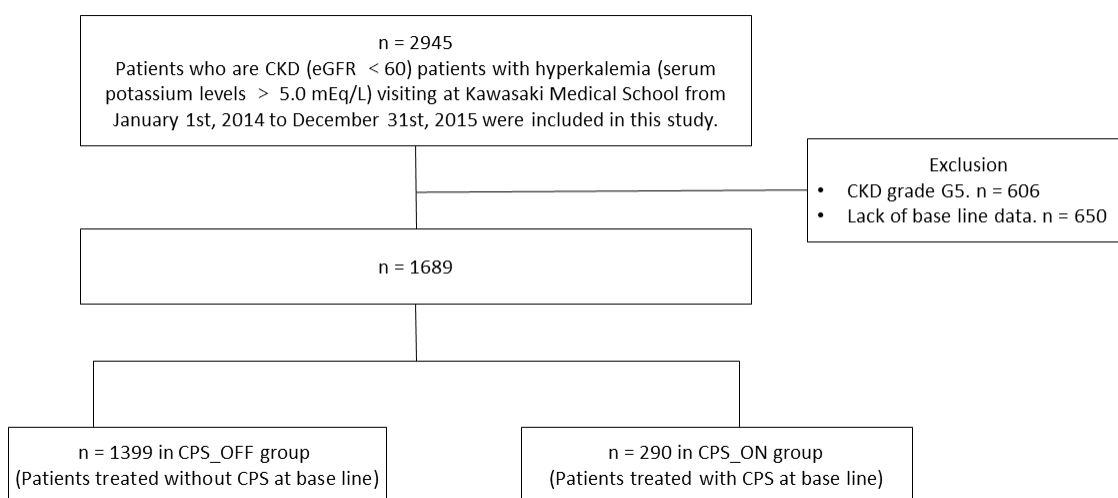 n = 2945
Patients who are CKD (eGFR < 60) patients with hyperkalemia (serum
potassium levels > 5.0 mEq/L) visiting at Kawasaki Medical School from
January 1st, 2014 to December 31st, 2015 were included in this study.
Exclusion
• CKD grade G5. n = 606
• Lack of base line data. n = 650
n = 1689
n = 1399 in CPS_OFF group
(Patients treated without CPS at base line)
n = 290 in CPS_ON group
(Patients treated with CPS at base line)